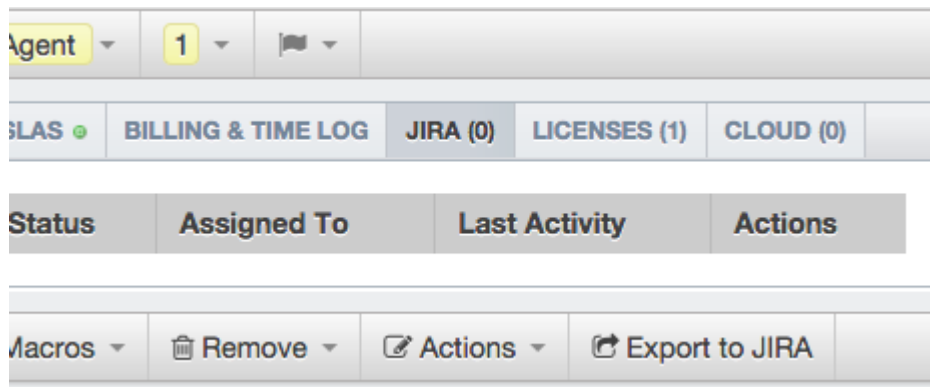 Agent 1
SLAS BILLING & TIME LOG JIRA (0) LICENSES (1) CLOUD (0)
Status Assigned To Last Activity Actions
Macros Remove Actions Export to JIRA